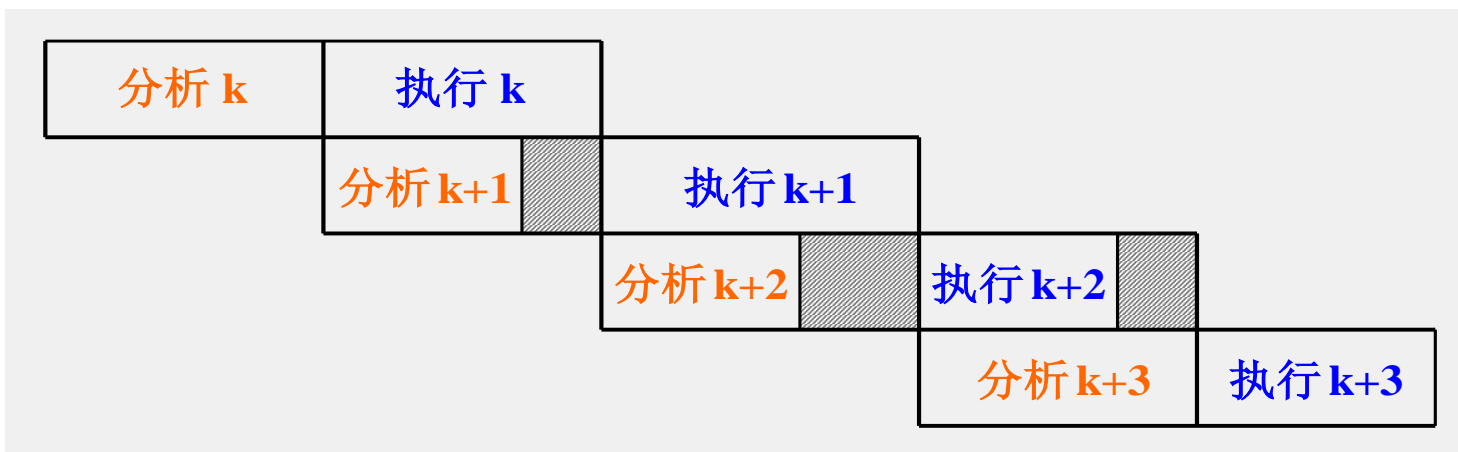 分析 k 执行 k
分析 k+1 执行 k+1
分析 k+2 执行 k+2
分析 k+3 执行 k+3